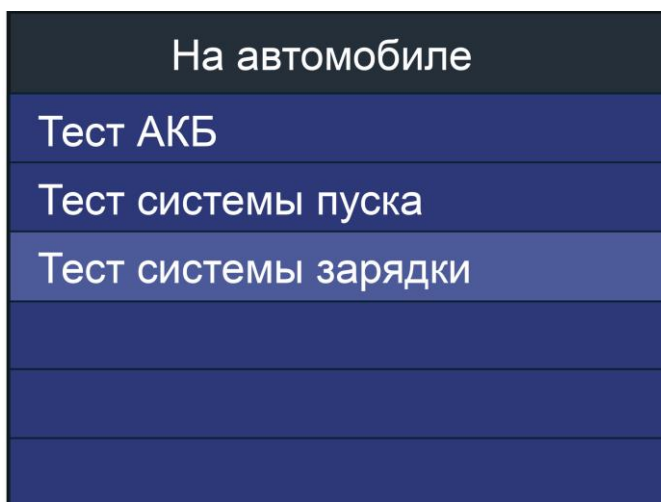 На автомобиле
Тест АКБ
Тест системы пуска
Тест системы зарядки